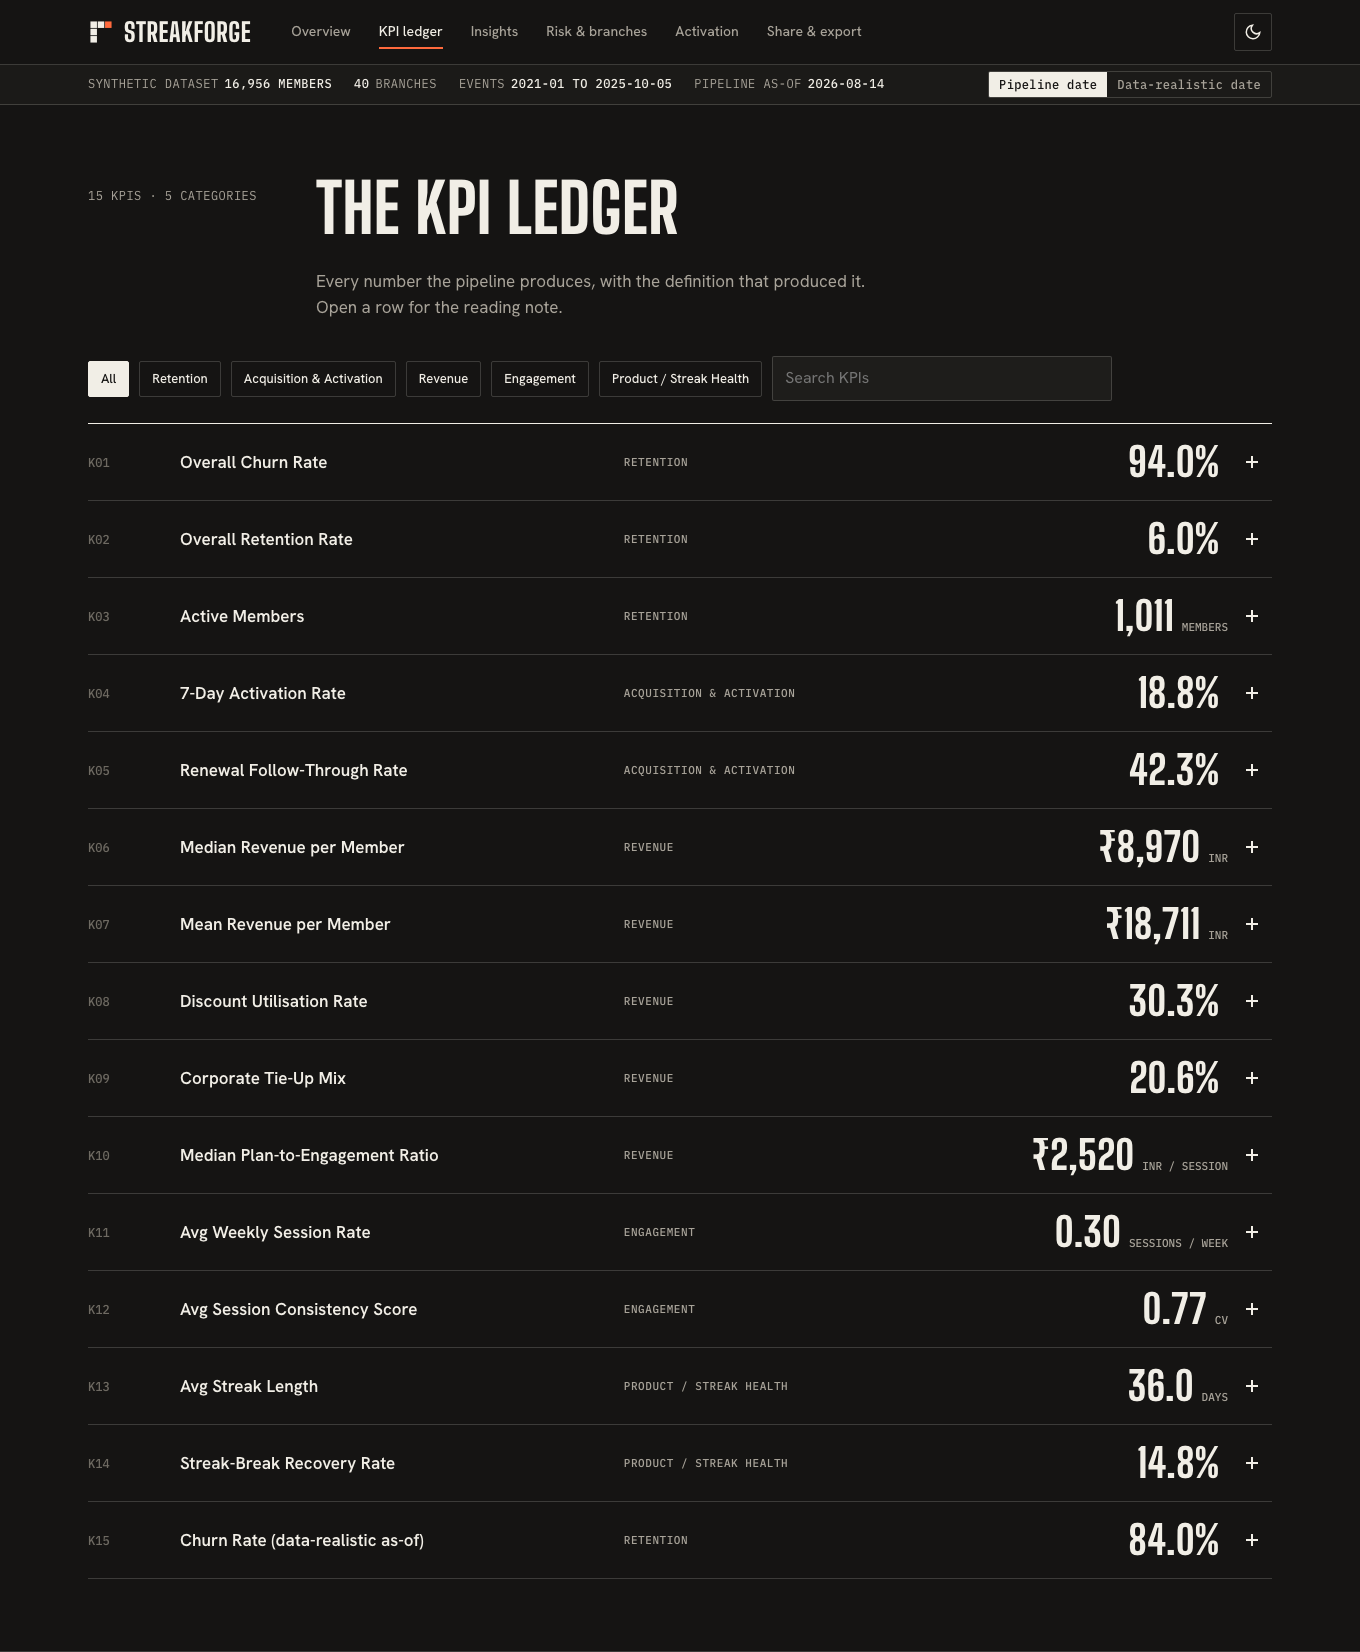 STREAKFORGE Overview KPI ledger Insights Risk & branches Activation Share & export
SYNTHETIC DATASET 16,956 MEMBERS 40 BRANCHES EVENTS 2021-01 TO 2025-10-05 PIPELINE AS-OF 2026-08-14 Pipeline date Data-realistic date
15 KPIS · 5 CATEGORIES
THE KPI LEDGER
Every number the pipeline produces, with the definition that produced it.
Open a row for the reading note.
All Retention Acquisition & Activation Revenue Engagement Product / Streak Health Search KPIs
K01 Overall Churn Rate RETENTION 94.0% +
K02 Overall Retention Rate RETENTION 6.0% +
K03 Active Members RETENTION 1,011 MEMBERS +
K04 7-Day Activation Rate ACQUISITION & ACTIVATION 18.8% +
K05 Renewal Follow-Through Rate ACQUISITION & ACTIVATION 42.3% +
K06 Median Revenue per Member REVENUE ₹8,970 INR +
K07 Mean Revenue per Member REVENUE ₹18,711 INR +
K08 Discount Utilisation Rate REVENUE 30.3% +
K09 Corporate Tie-Up Mix REVENUE 20.6% +
K10 Median Plan-to-Engagement Ratio REVENUE ₹2,520 INR / SESSION +
K11 Avg Weekly Session Rate ENGAGEMENT 0.30 SESSIONS / WEEK +
K12 Avg Session Consistency Score ENGAGEMENT 0.77 CV +
K13 Avg Streak Length PRODUCT / STREAK HEALTH 36.0 DAYS +
K14 Streak-Break Recovery Rate PRODUCT / STREAK HEALTH 14.8% +
K15 Churn Rate (data-realistic as-of) RETENTION 84.0% +